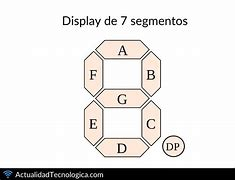 Display de 7 segmentos
A
F
B
G
E
C
D
DP
ActualidadTecnologica.com